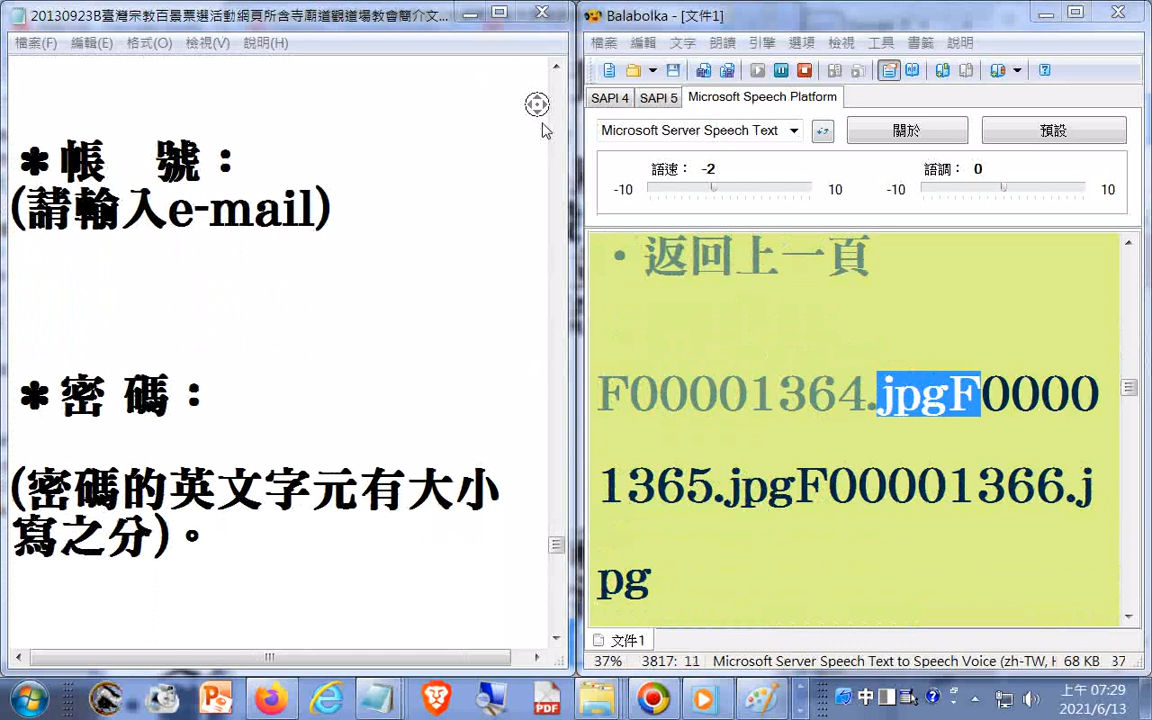 20130923B臺灣宗教百景票選活動網頁所含寺廟道觀道場教會簡介文...
檔案(F) 編輯(E) 格式(O) 檢視(V) 說明(H)
＊帳　號：
(請輸入e-mail)
＊密 碼：
(密碼的英文字元有大小
寫之分)。
Balabolka - [文件1]
檔案 編輯 文字 朗讀 引擎 選項 檢視 工具 書籤 說明
SAPI 4 SAPI 5 Microsoft Speech Platform
Microsoft Server Speech Text 關於 預設
語速： -2 語調： 0
-10 10 -10 10
・返回上一頁
F00001364.jpgF0000
1365.jpgF00001366.j
pg
文件1
37% 3817: 11 Microsoft Server Speech Text to Speech Voice (zh-TW, H 68 KB 37
PDF 中 上午 07:29
2021/6/13